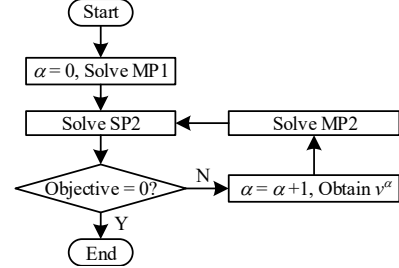 Start
α = 0, Solve MP1
Solve SP2
Solve MP2
Objective = 0?
N
α = α +1, Obtain v^α
Y
End